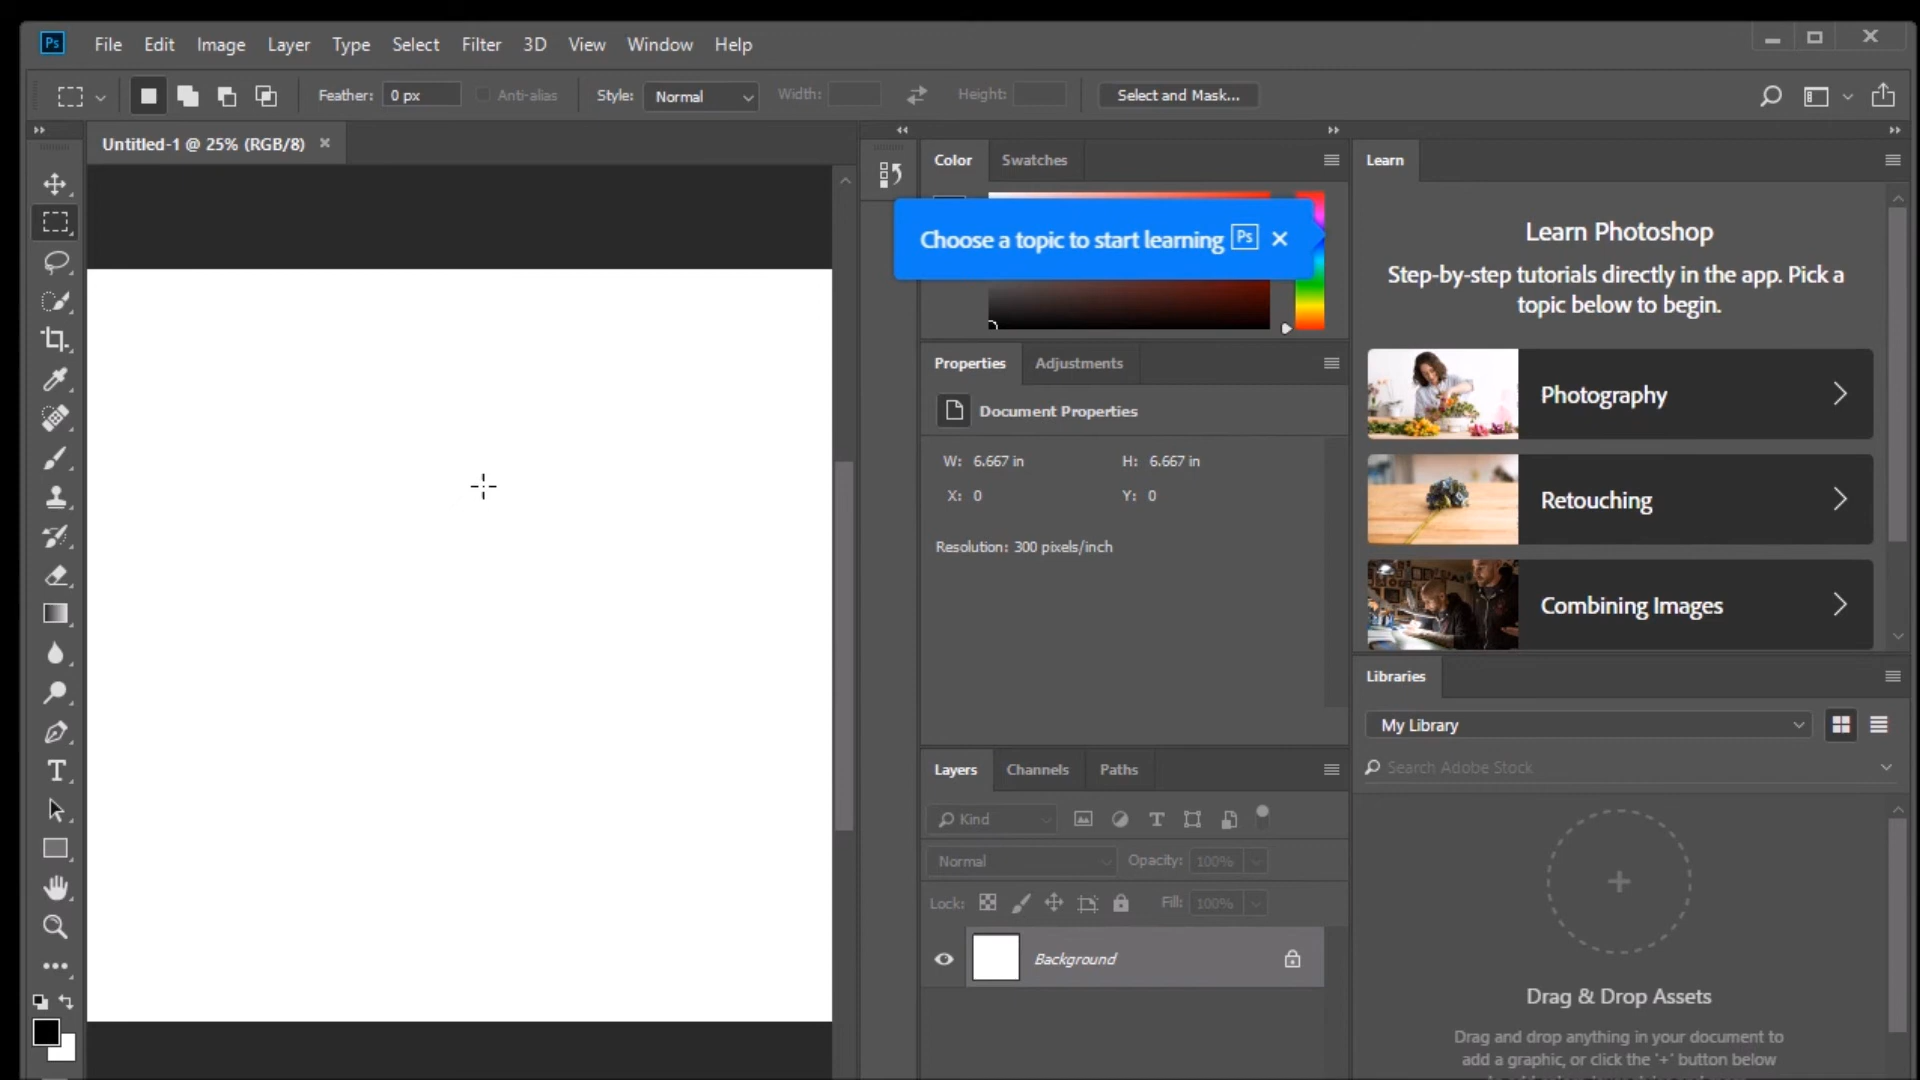 Ps File Edit Image Layer Type Select Filter 3D View Window Help
Feather: 0 px Anti-alias Style: Normal Width: Height: Select and Mask...
Untitled-1 @ 25% (RGB/8)
Color Swatches
Choose a topic to start learning Ps
Properties Adjustments
Document Properties
W: 6.667 in H: 6.667 in
X: 0 Y: 0
Resolution: 300 pixels/inch
Layers Channels Paths
Kind
Normal Opacity: 100%
Lock: Fill: 100%
Background
Learn
Learn Photoshop
Step-by-step tutorials directly in the app. Pick a
topic below to begin.
Photography
Retouching
Combining Images
Libraries
My Library
Search Adobe Stock
Drag & Drop Assets
Drag and drop anything in your document to
add a graphic, or click the '+' button below